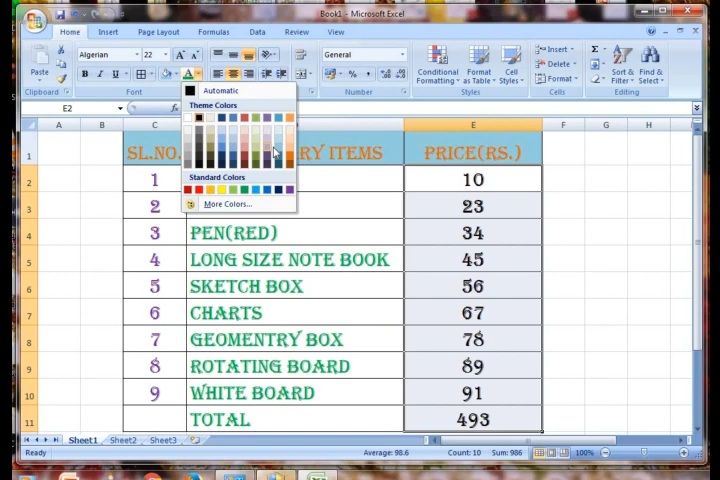 Book1 - Microsoft Excel
Home Insert Page Layout Formulas Data Review View
Algerian 22 General
Paste
Conditional Formatting Format as Table Cell Styles
Insert
Delete
Format
Sort & Filter Find & Select
Clipboard Number
E2
Automatic
Theme Colors
Standard Colors
More Colors...
A B C E F G H
1 SL.NO. RY ITEMS PRICE(RS.)
2 1 10
3 2 23
4 3 PEN(RED) 34
5 4 LONG SIZE NOTE BOOK 45
6 5 SKETCH BOX 56
7 6 CHARTS 67
8 7 GEOMENTRY BOX 78
9 8 ROTATING BOARD 89
10 9 WHITE BOARD 91
11 TOTAL 493
Sheet1 Sheet2 Sheet3
Ready Average: 98.6 Count: 10 Sum: 986 100%